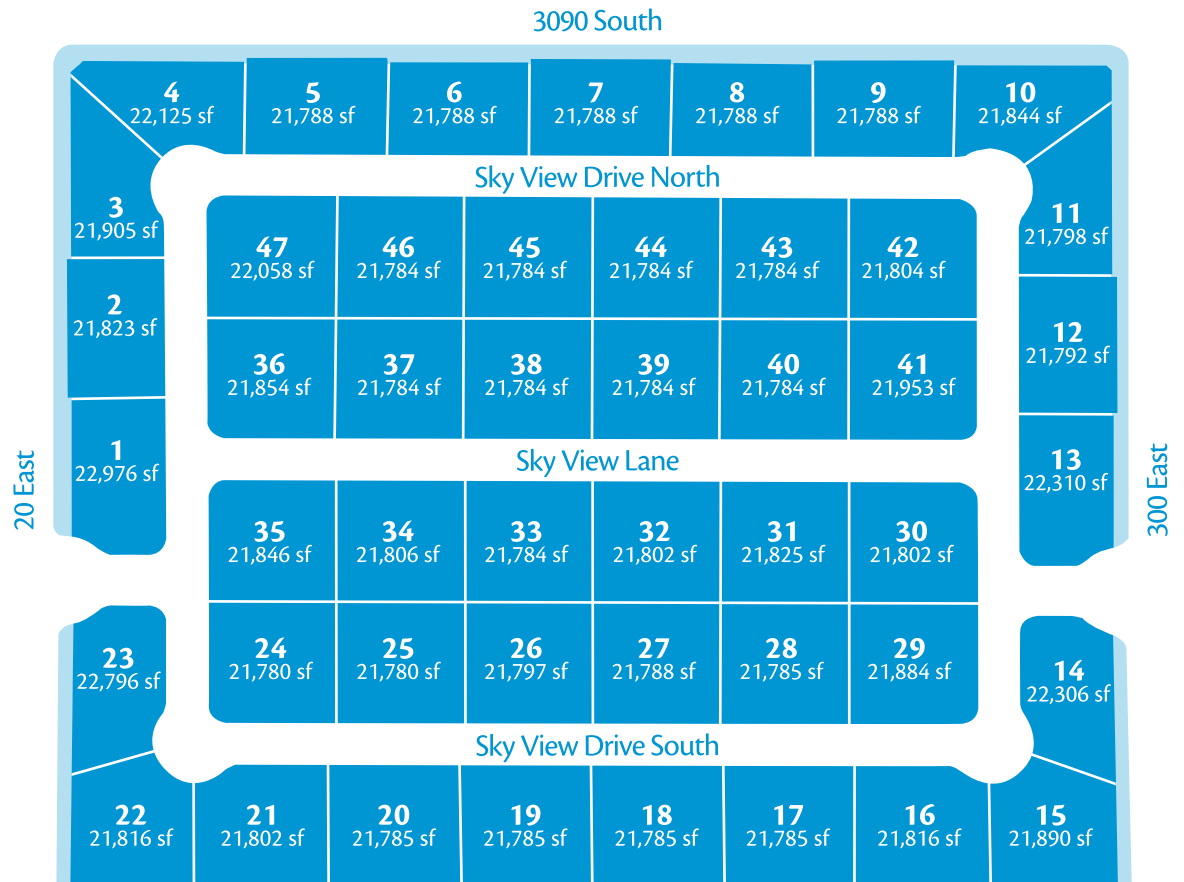 3090 South
4
22,125 sf
5
21,788 sf
6
21,788 sf
7
21,788 sf
8
21,788 sf
9
21,788 sf
10
21,844 sf
Sky View Drive North
3
21,905 sf
11
21,798 sf
47
22,058 sf
46
21,784 sf
45
21,784 sf
44
21,784 sf
43
21,784 sf
42
21,804 sf
2
21,823 sf
12
21,792 sf
36
21,854 sf
37
21,784 sf
38
21,784 sf
39
21,784 sf
40
21,784 sf
41
21,953 sf
1
22,976 sf
13
22,310 sf
20 East
Sky View Lane
300 East
35
21,846 sf
34
21,806 sf
33
21,784 sf
32
21,802 sf
31
21,825 sf
30
21,802 sf
23
22,796 sf
24
21,780 sf
25
21,780 sf
26
21,797 sf
27
21,788 sf
28
21,785 sf
29
21,884 sf
14
22,306 sf
Sky View Drive South
22
21,816 sf
21
21,802 sf
20
21,785 sf
19
21,785 sf
18
21,785 sf
17
21,785 sf
16
21,816 sf
15
21,890 sf